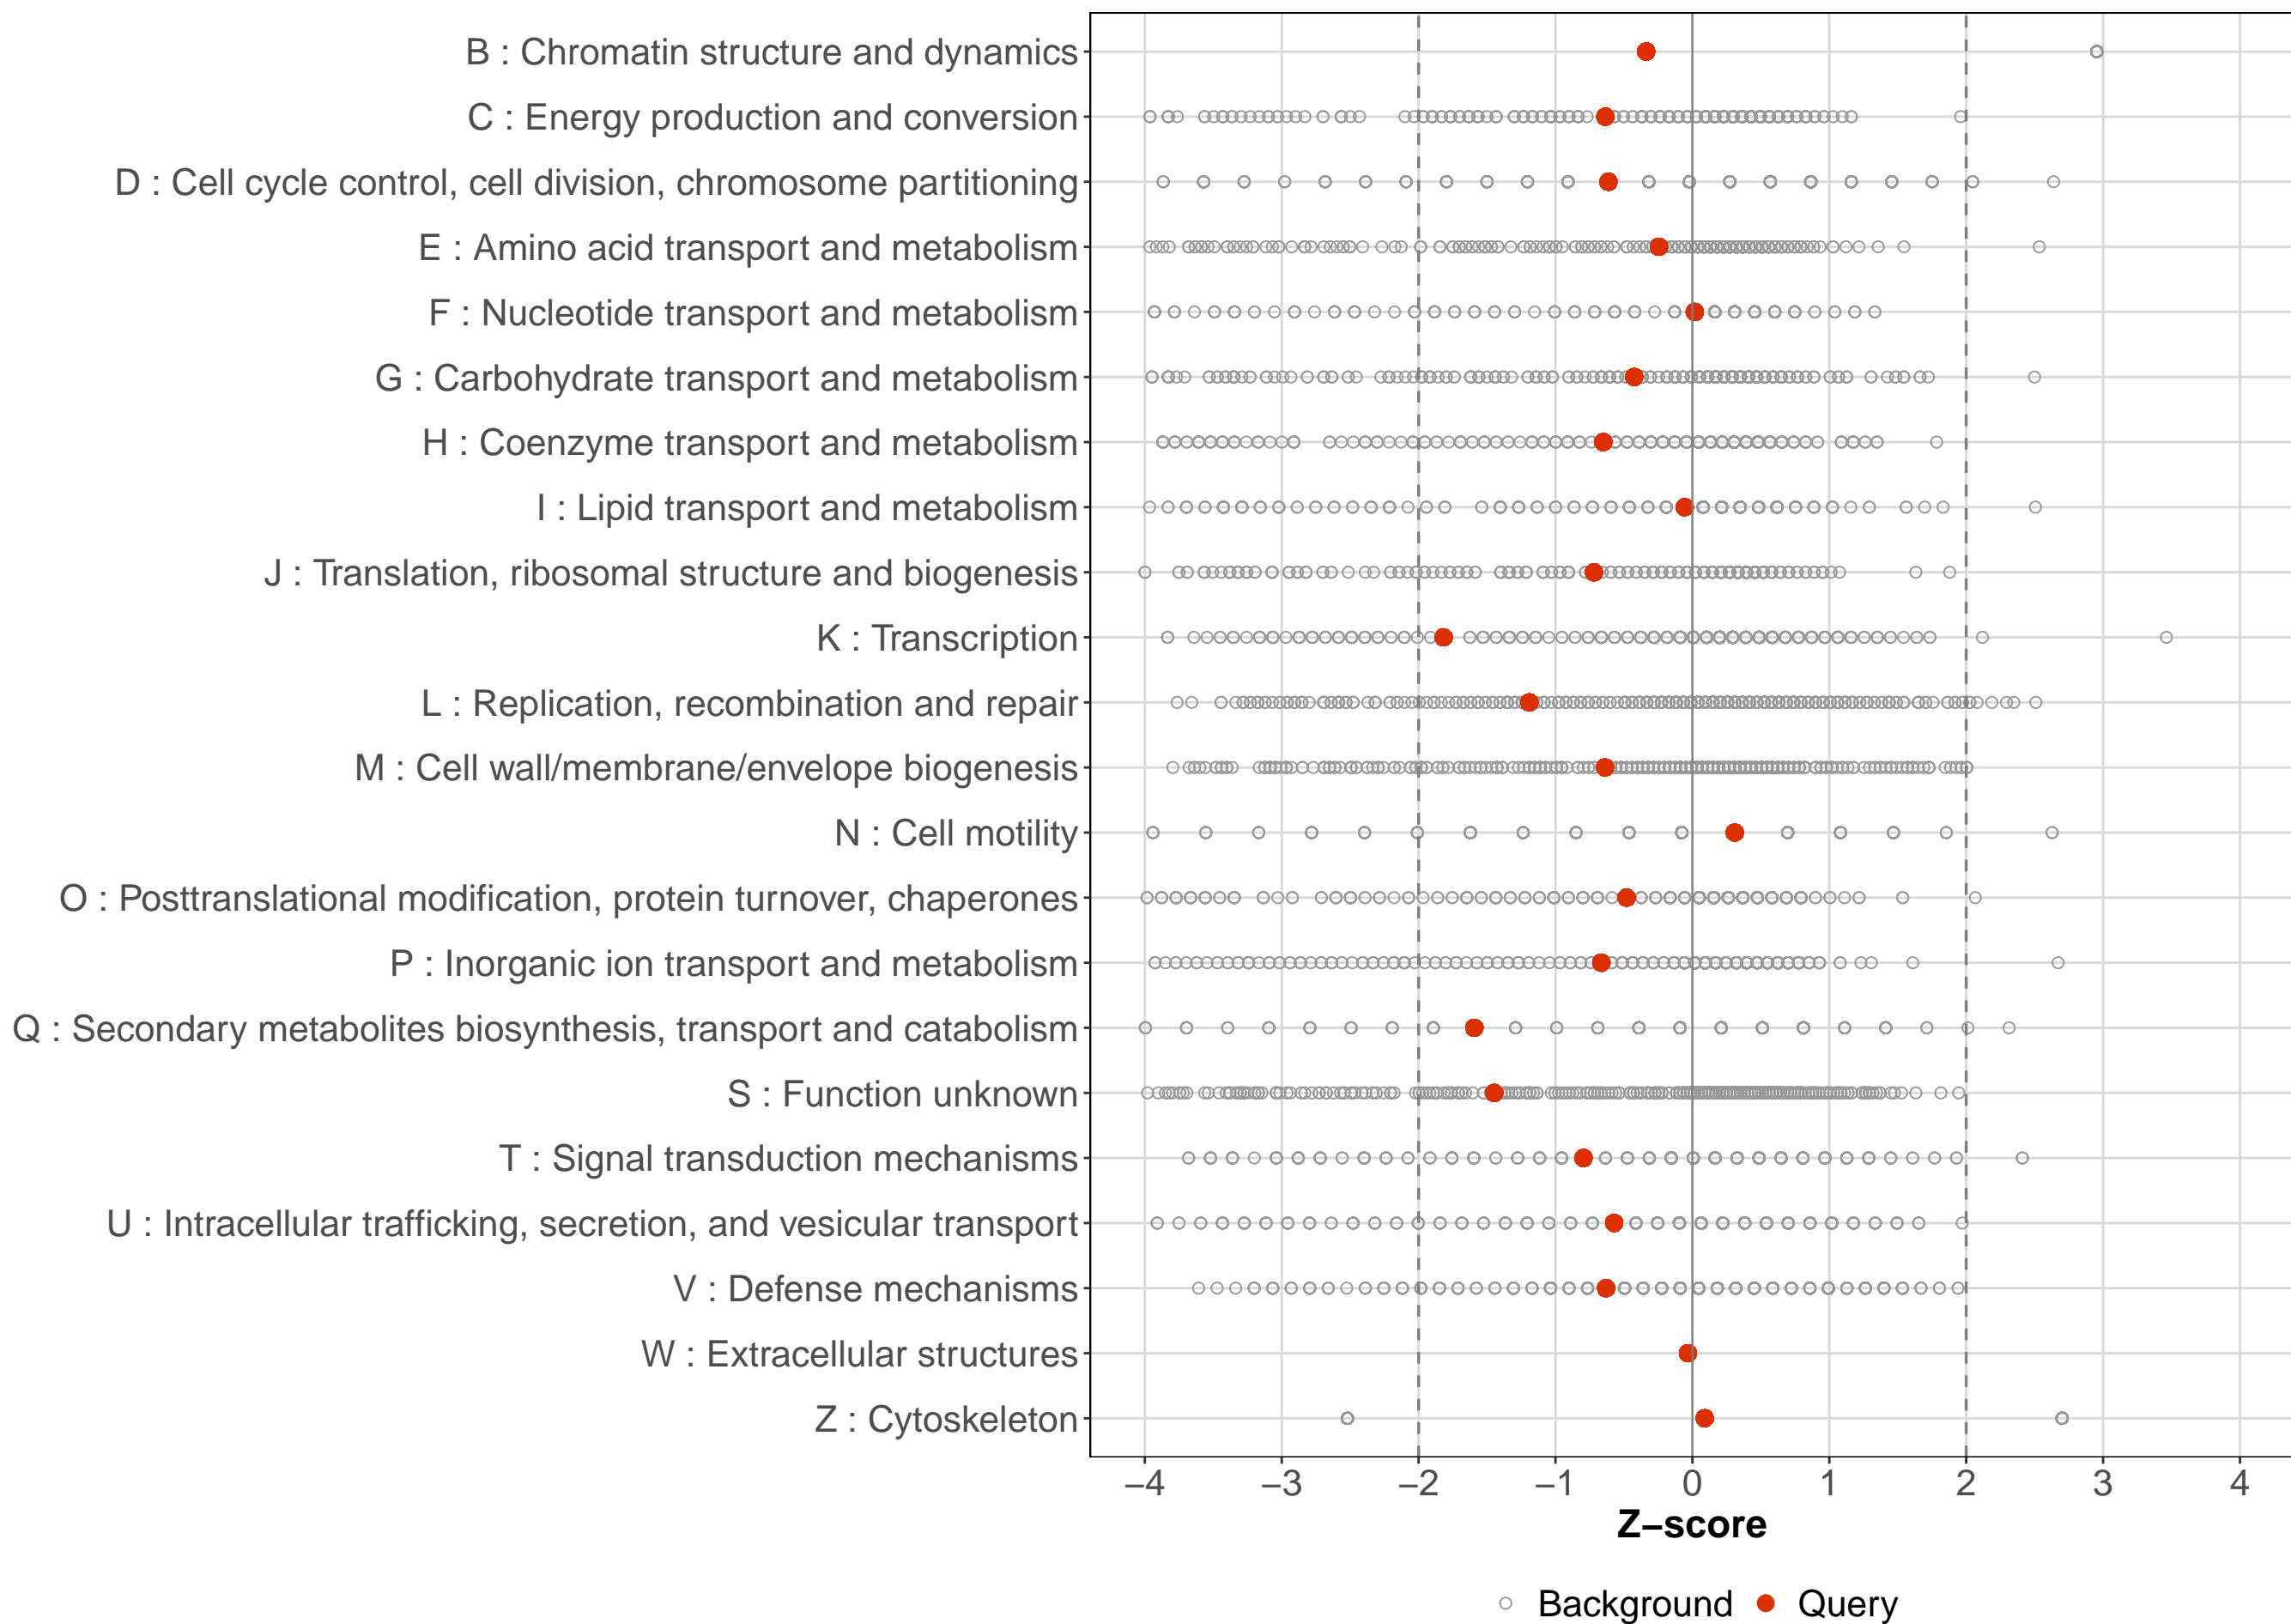 B : Chromatin structure and dynamics
C : Energy production and conversion
D : Cell cycle control, cell division, chromosome partitioning
E : Amino acid transport and metabolism
F : Nucleotide transport and metabolism
G : Carbohydrate transport and metabolism
H : Coenzyme transport and metabolism
I : Lipid transport and metabolism
J : Translation, ribosomal structure and biogenesis
K : Transcription
L : Replication, recombination and repair
M : Cell wall/membrane/envelope biogenesis
N : Cell motility
O : Posttranslational modification, protein turnover, chaperones
P : Inorganic ion transport and metabolism
Q : Secondary metabolites biosynthesis, transport and catabolism
S : Function unknown
T : Signal transduction mechanisms
U : Intracellular trafficking, secretion, and vesicular transport
V : Defense mechanisms
W : Extracellular structures
Z : Cytoskeleton
−4 −3 −2 −1 0 1 2 3 4
Z−score
Background Query